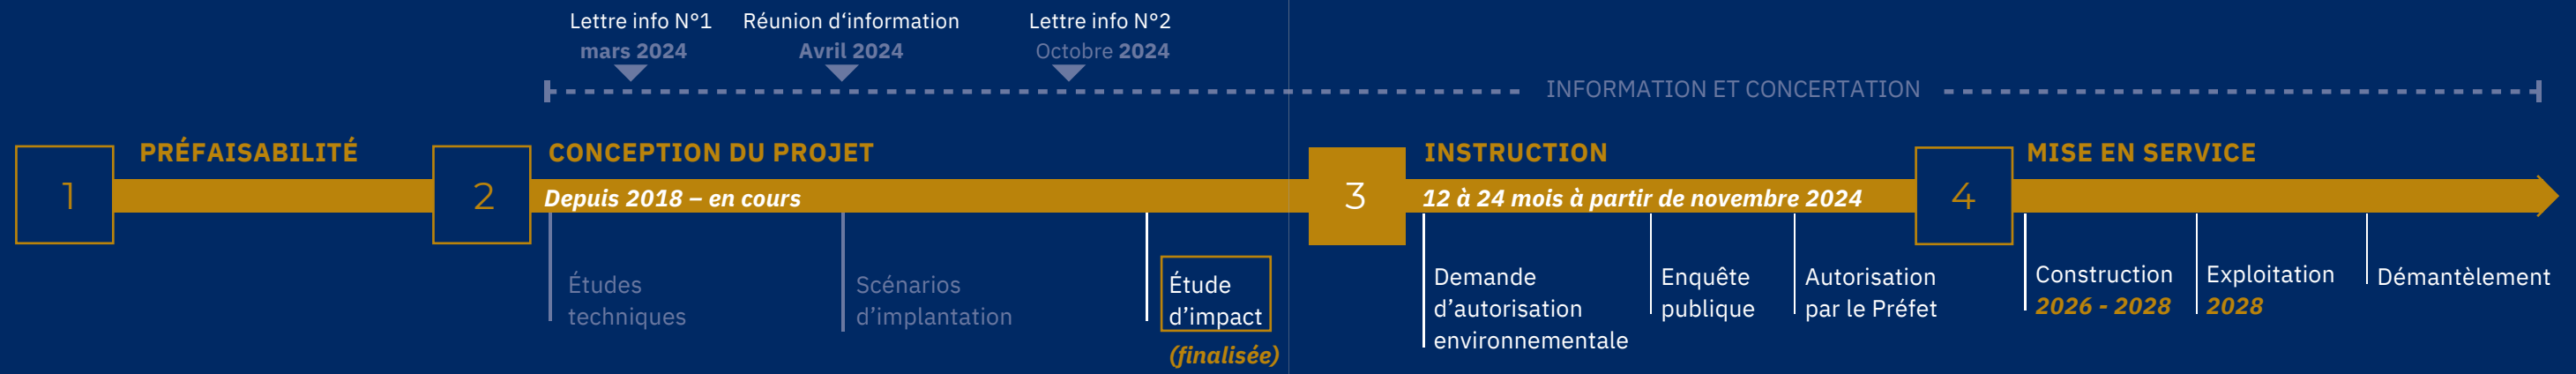 Lettre info N°1
mars 2024
Réunion d‘information
Avril 2024
Lettre info N°2
Octobre 2024
INFORMATION ET CONCERTATION
1
PRÉFAISABILITÉ
2
CONCEPTION DU PROJET
Depuis 2018 – en cours
Études
techniques
Scénarios
d’implantation
Étude
d’impact
(finalisée)
3
INSTRUCTION
12 à 24 mois à partir de novembre 2024
Demande
d’autorisation
environnementale
Enquête
publique
Autorisation
par le Préfet
4
MISE EN SERVICE
Construction
2026 - 2028
Exploitation
2028
Démantèlement